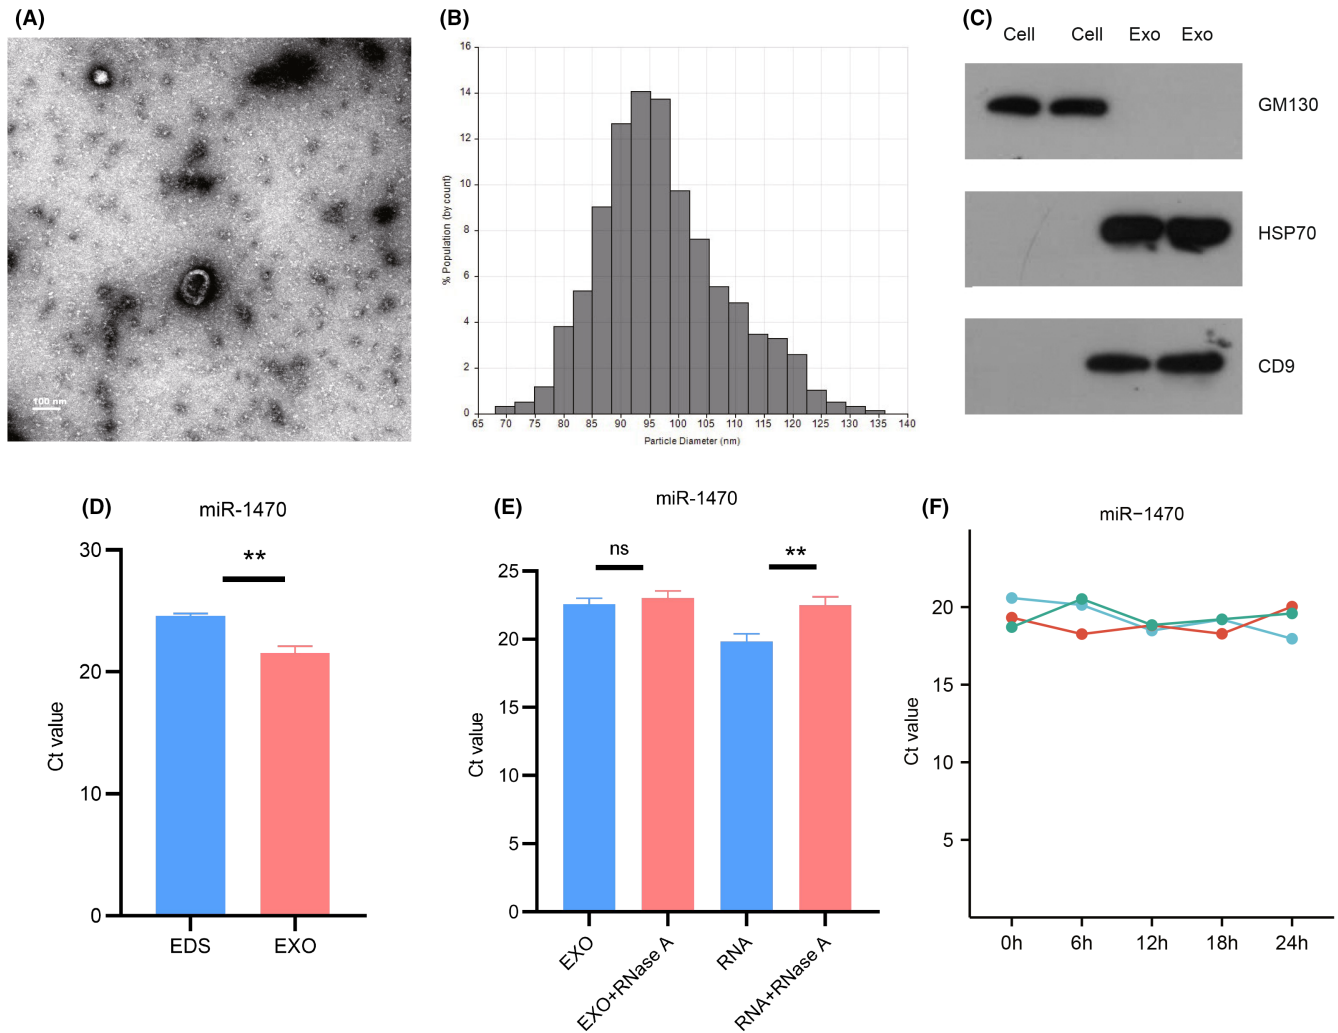 (A)
100 nm
(B)
16
14
12
10
8
6
4
2
0
% Population (by count)
65 70 75 80 85 90 95 100 105 110 115 120 125 130 135 140
Particle Diameter (nm)
(C)
Cell Cell Exo Exo
GM130
HSP70
CD9
(D)
miR-1470
**
30
20
10
0
Ct value
EDS EXO
(E)
miR-1470
ns **
25
20
15
10
5
0
Ct value
EXO
EXO+RNase A
RNA
RNA+RNase A
(F)
miR−1470
20
15
10
5
Ct value
0h 6h 12h 18h 24h